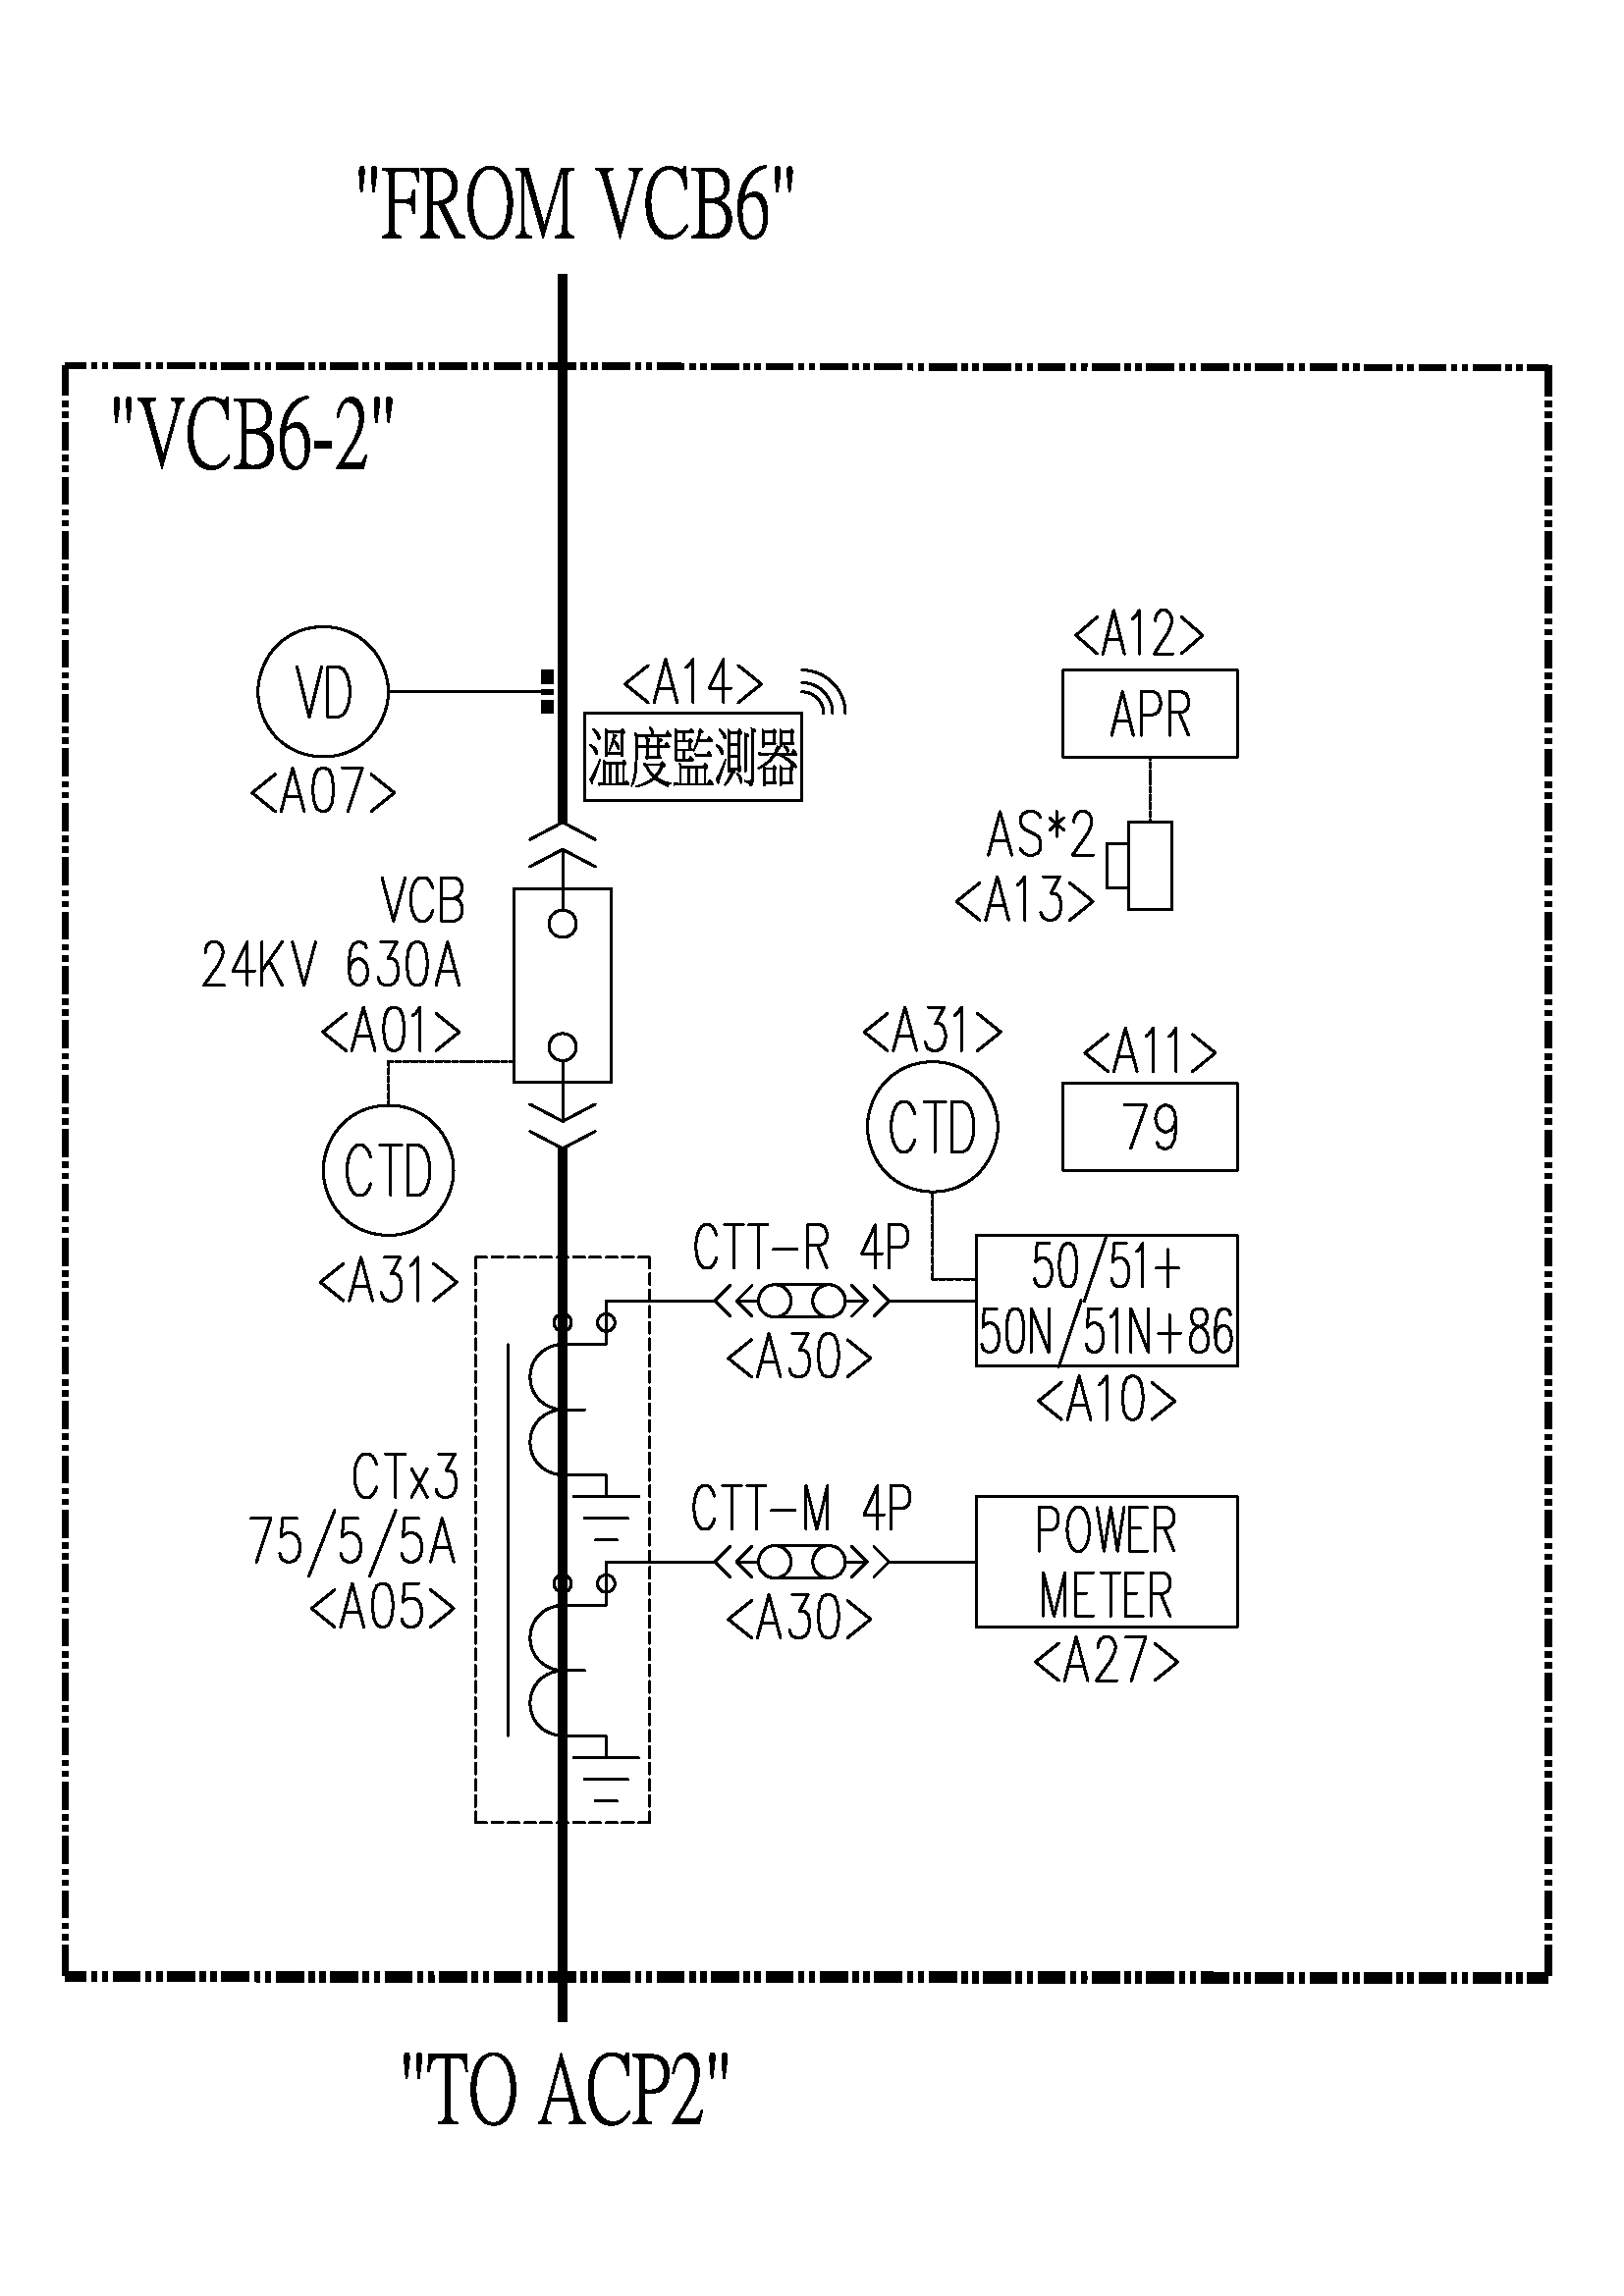 "FROM VCB6"
"VCB6-2"
<A12>
APR
<A14>
溫度監測器
VD
<A07>
AS*2
<A13>
VCB
24KV 630A
<A01>
<A31>
CTD
<A11>
79
CTD
<A31>
CTT-R 4P
<A30>
50/51+
50N/51N+86
<A10>
CTx3
75/5/5A
<A05>
CTT-M 4P
<A30>
POWER
METER
<A27>
"TO ACP2"